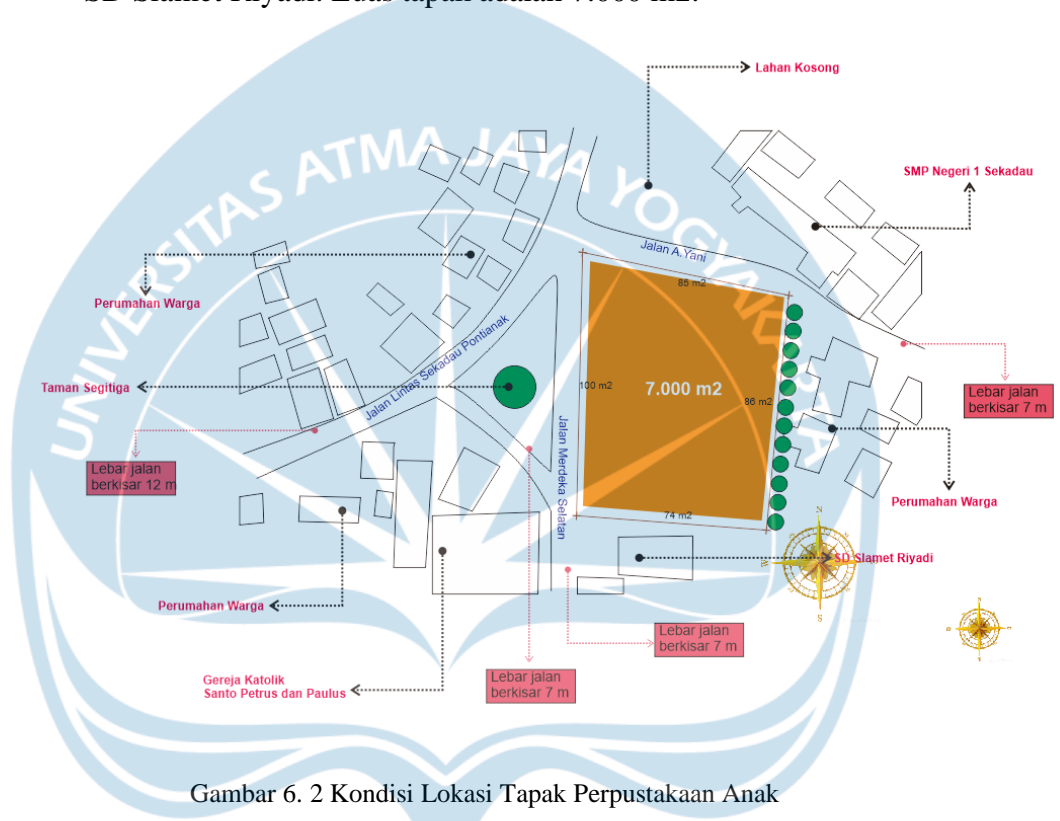 SD Slamet Riyadi. Luas tapak adalah 7.000 m2.
Lahan Kosong
UNIVERSITAS ATMA JAYA YOGYAKARTA
SMP Negeri 1 Sekadau
Jalan A.Yani
85 m2
Perumahan Warga
Jalan Lintas Sekadau Pontianak
Taman Segitiga
100 m2
7.000 m2
86 m2
Lebar jalan
berkisar 7 m
Jalan Merdeka Selatan
Lebar jalan
berkisar 12 m
Perumahan Warga
74 m2
N
SD Slamet Riyadi
S
Perumahan Warga
Lebar jalan
berkisar 7 m
Gereja Katolik
Santo Petrus dan Paulus
Lebar jalan
berkisar 7 m
Gambar 6. 2 Kondisi Lokasi Tapak Perpustakaan Anak